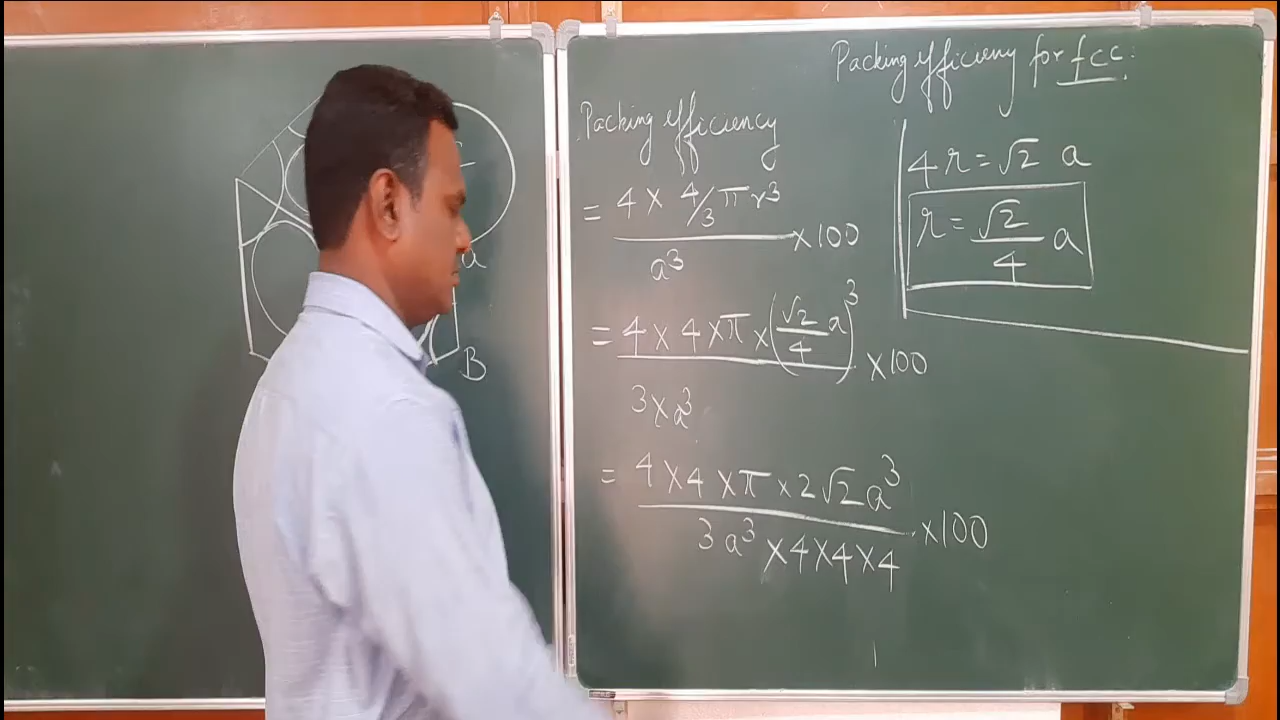 Packing efficiency for fcc.
Packing efficiency
= 4 × 4/3 π r³ / a³ × 100
= 4 × 4 × π × (√2/4 a)³ / 3 × a³ × 100
= 4 × 4 × π × 2√2 a³ / 3 a³ × 4 × 4 × 4 × 100
4 r = √2 a
r = √2/4 a
a
B